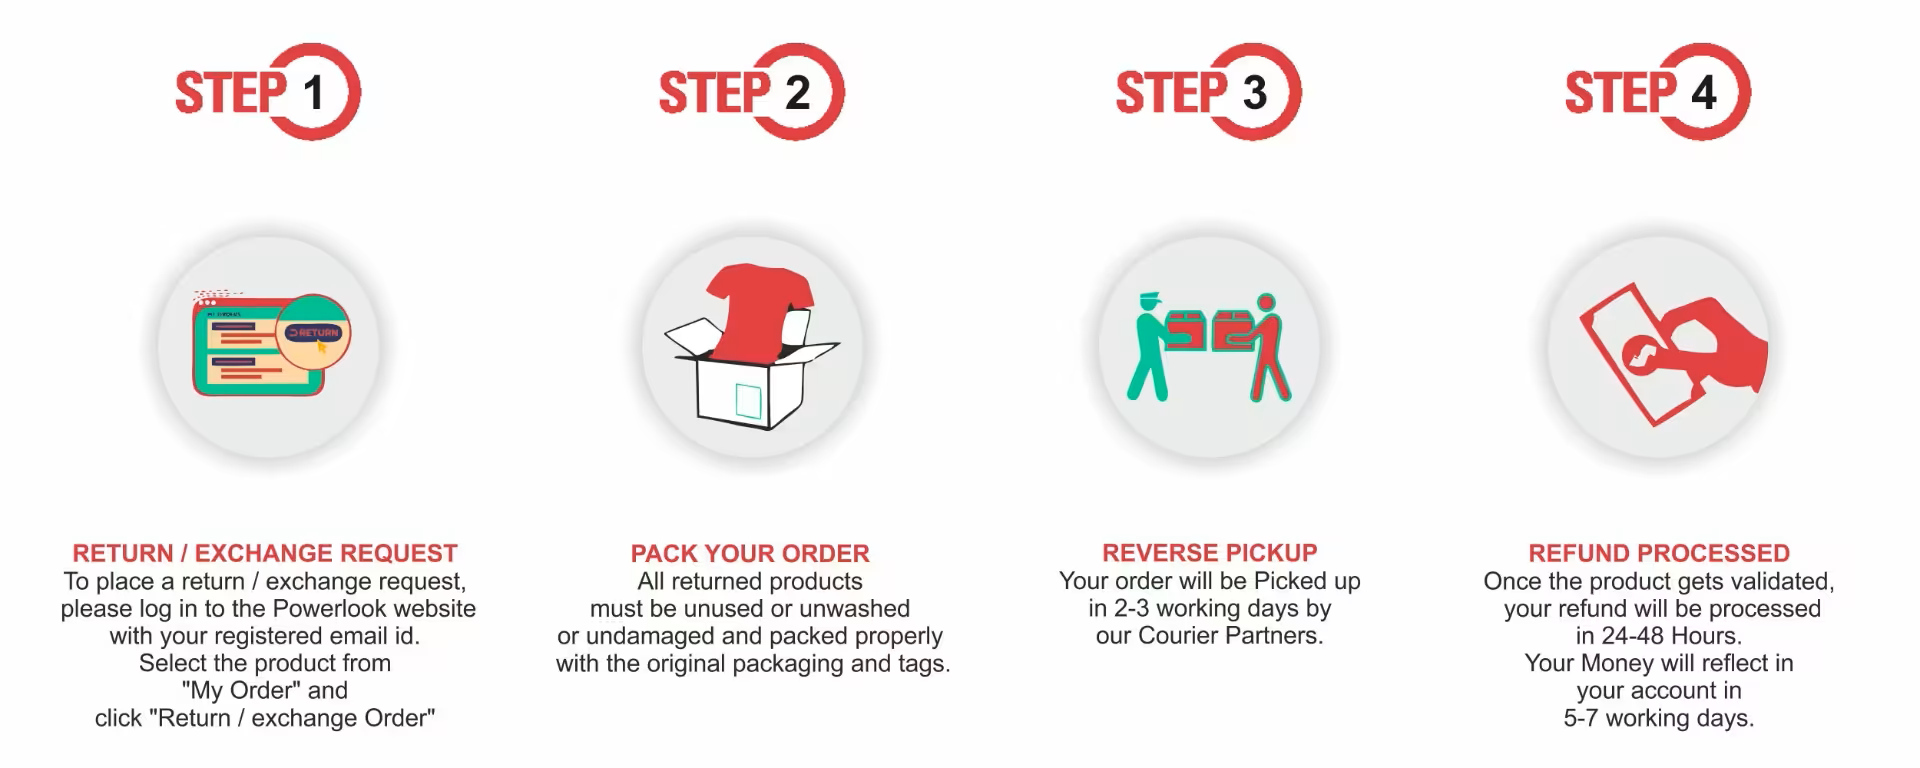 STEP 1
STEP 2
STEP 3
STEP 4
RETURN
RETURN / EXCHANGE REQUEST
To place a return / exchange request,
please log in to the Powerlook website
with your registered email id.
Select the product from
"My Order" and
click "Return / exchange Order"
PACK YOUR ORDER
All returned products
must be unused or unwashed
or undamaged and packed properly
with the original packaging and tags.
REVERSE PICKUP
Your order will be Picked up
in 2-3 working days by
our Courier Partners.
REFUND PROCESSED
Once the product gets validated,
your refund will be processed
in 24-48 Hours.
Your Money will reflect in
your account in
5-7 working days.